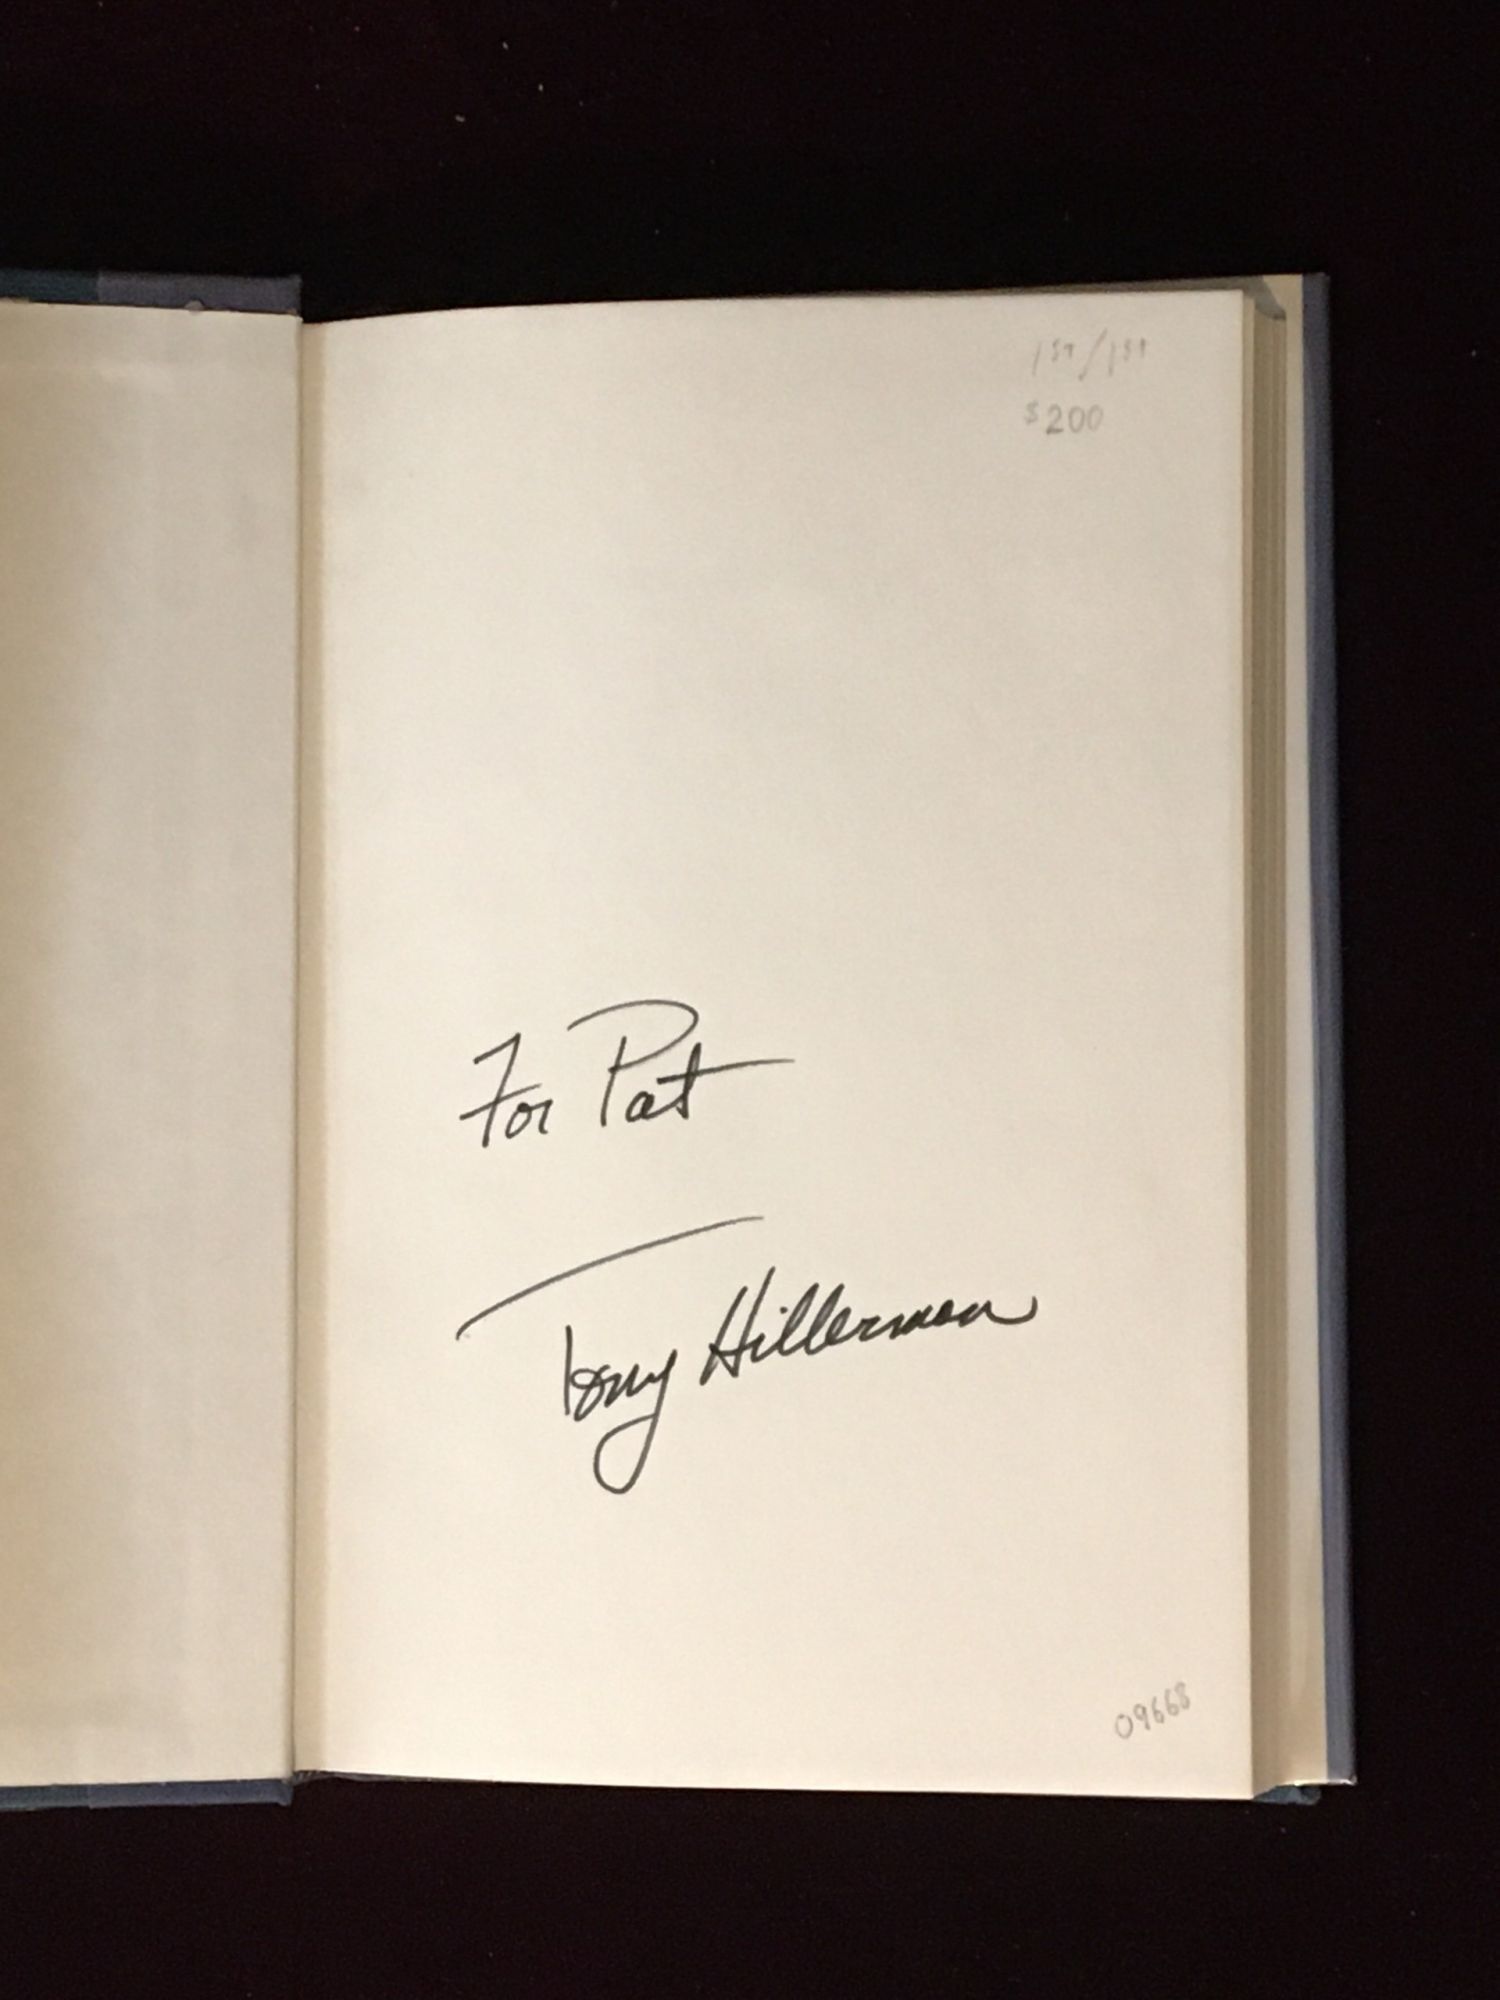 1st/1st
$200
For Pat
Tony Hillerman
09668